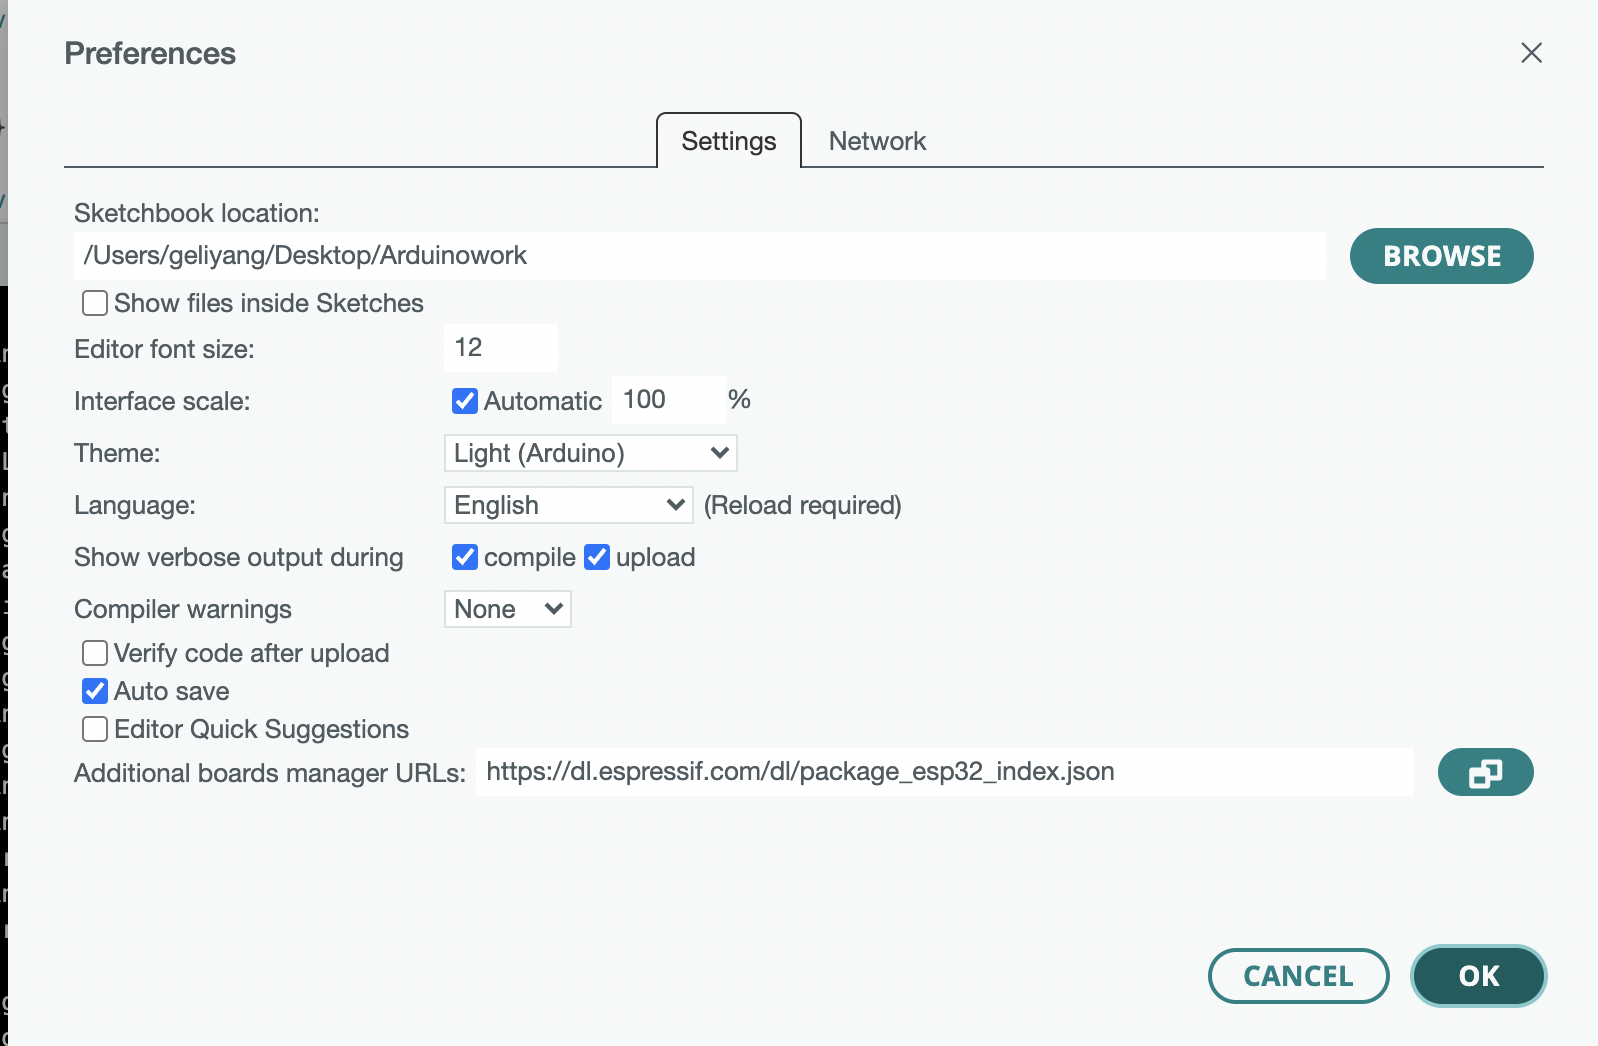 Preferences
Settings
Network
Sketchbook location:
/Users/geliyang/Desktop/Arduinowork
BROWSE
Show files inside Sketches
Editor font size:
12
Interface scale:
Automatic
100
%
Theme:
Light (Arduino)
Language:
English
(Reload required)
Show verbose output during
compile
upload
Compiler warnings
None
Verify code after upload
Auto save
Editor Quick Suggestions
Additional boards manager URLs:
https://dl.espressif.com/dl/package_esp32_index.json
CANCEL
OK